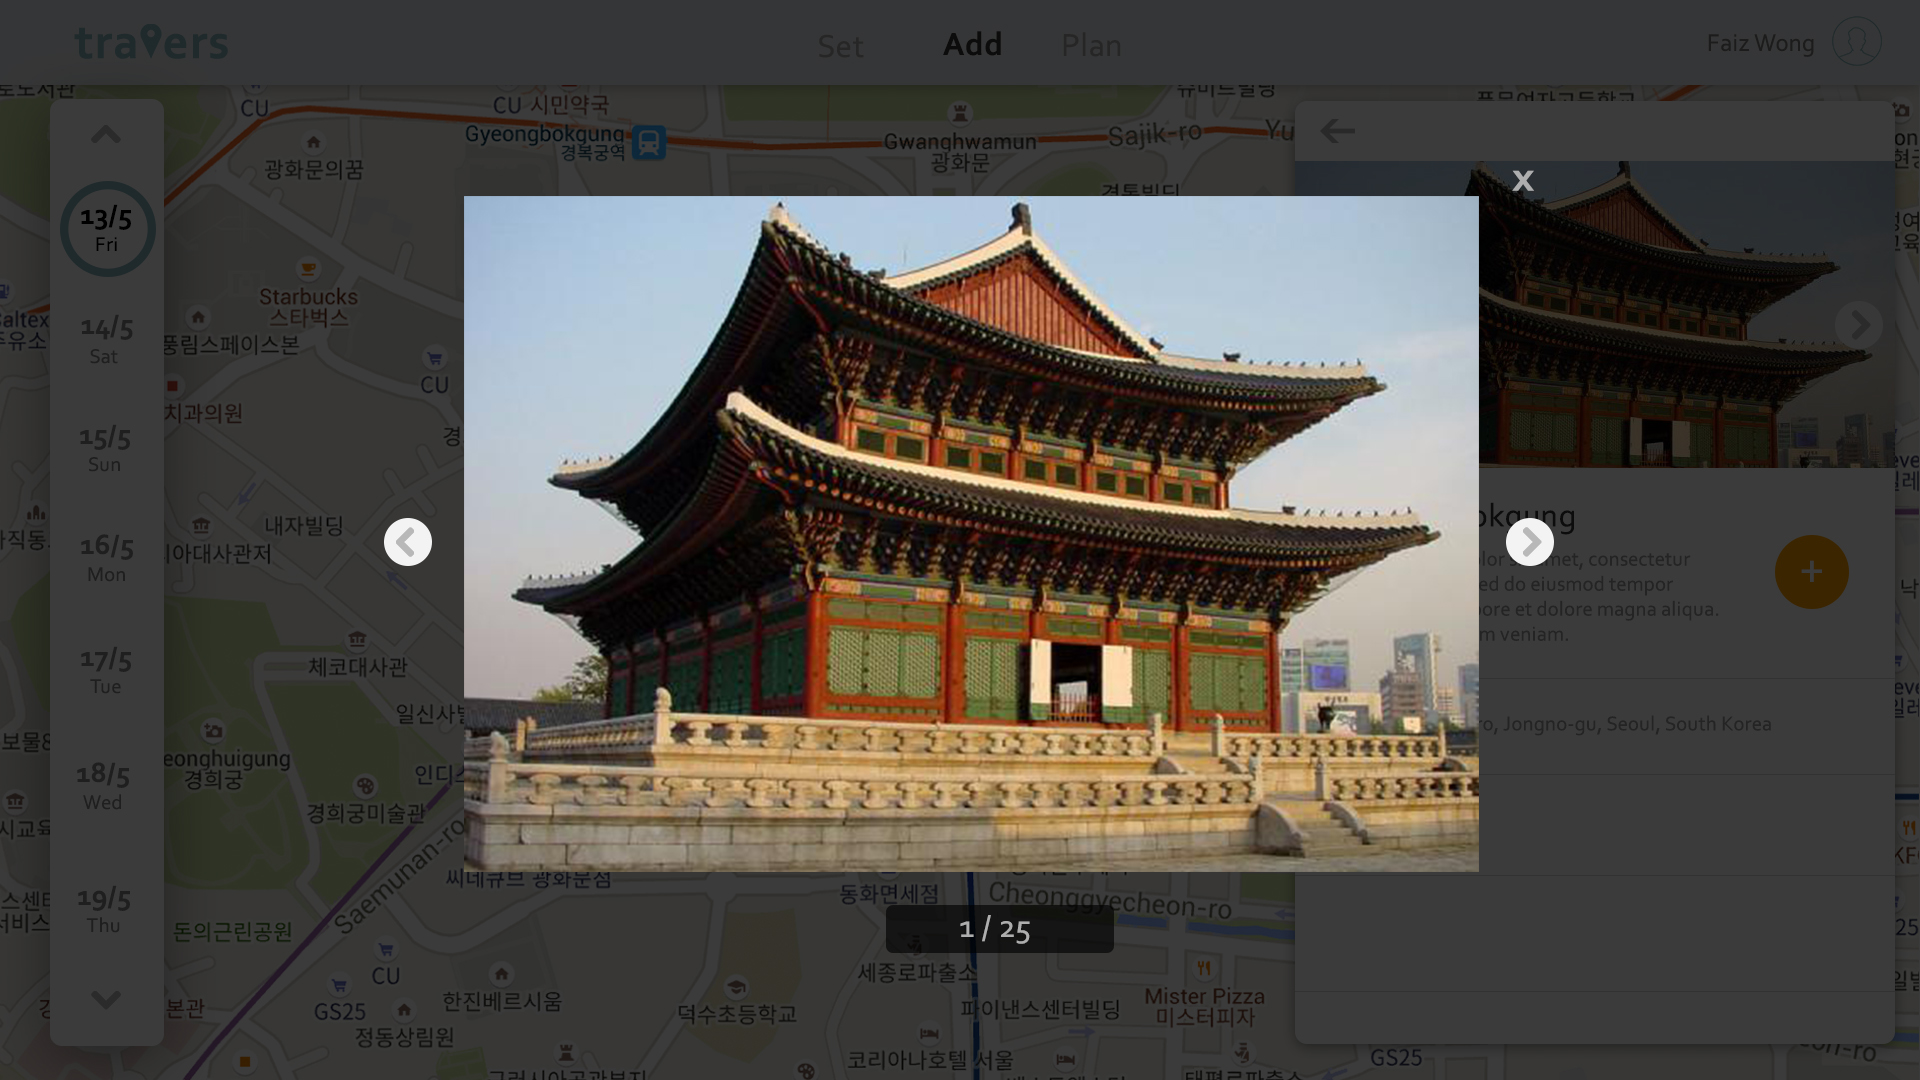 travers
Set
Add
Plan
Faiz Wong
13/5
Fri
14/5
Sat
15/5
Sun
16/5
Mon
17/5
Tue
18/5
Wed
19/5
Thu
CU
CU 시민약국
Gyeongbokgung
경복궁역
광화문의꿈
Gwanghwamun
광화문
Sajik-ro
Yu
Starbucks
스타벅스
풍림스페이스본
치과의원
CU
내자빌딩
체코대사관
경희궁
경희궁미술관
Saemunan-ro
돈의근린공원
CU
GS25
한진베르시움
정동상림원
동화면세점
Cheonggyecheon-ro
세종로파출소
파이낸스센터빌딩
Mister Pizza
미스터피자
덕수초등학교
코리아나호텔 서울
GS25
X
met, consectetur
ed do eiusmod tempor
ore et dolore magna aliqua.
m veniam.
o, Jongno-gu, Seoul, South Korea
1 / 25